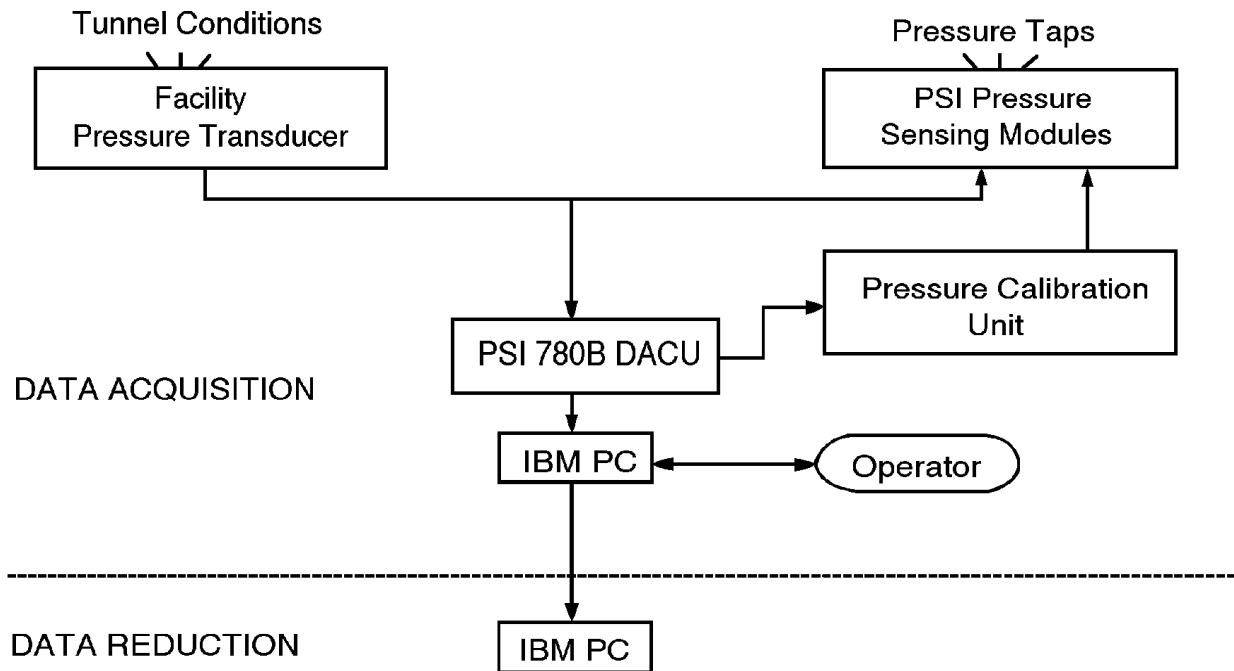 Tunnel Conditions
Facility
Pressure Transducer
Pressure Taps
PSI Pressure
Sensing Modules
Pressure Calibration
Unit
PSI 780B DACU
DATA ACQUISITION
IBM PC
Operator
DATA REDUCTION
IBM PC